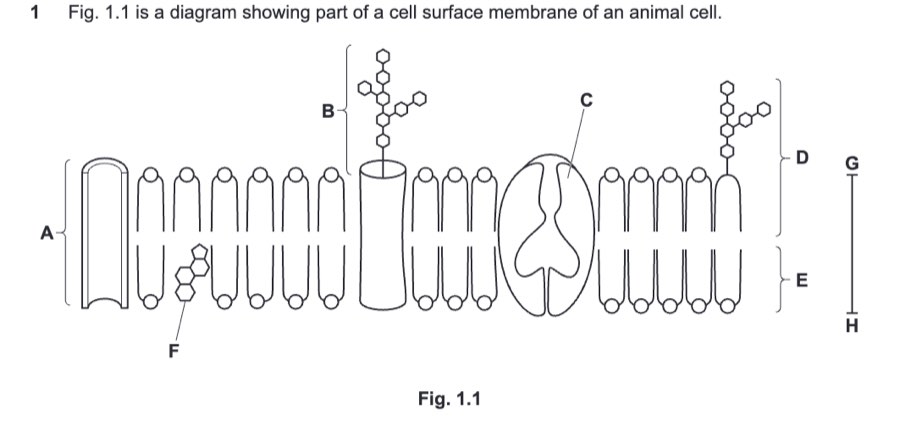 1 Fig. 1.1 is a diagram showing part of a cell surface membrane of an animal cell.
B
C
D
G
A
E
H
F
Fig. 1.1